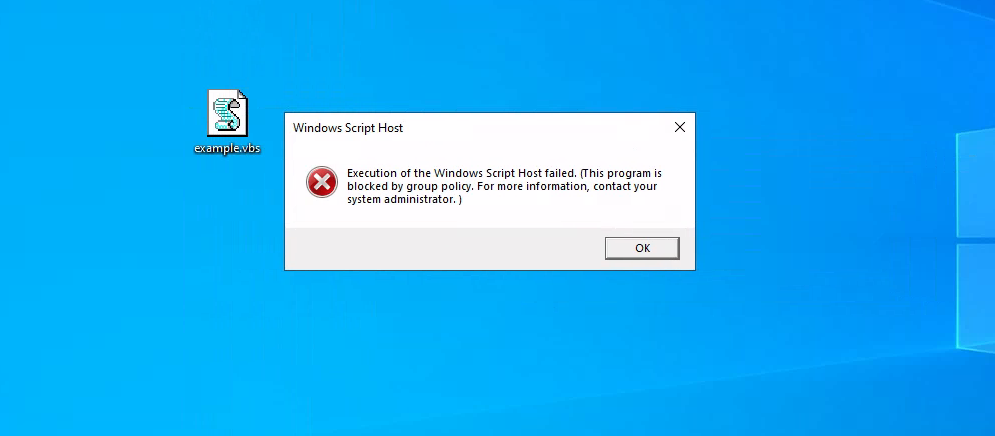 Windows Script Host
example.vbs
Execution of the Windows Script Host failed. (This program is
blocked by group policy. For more information, contact your
system administrator. )
OK